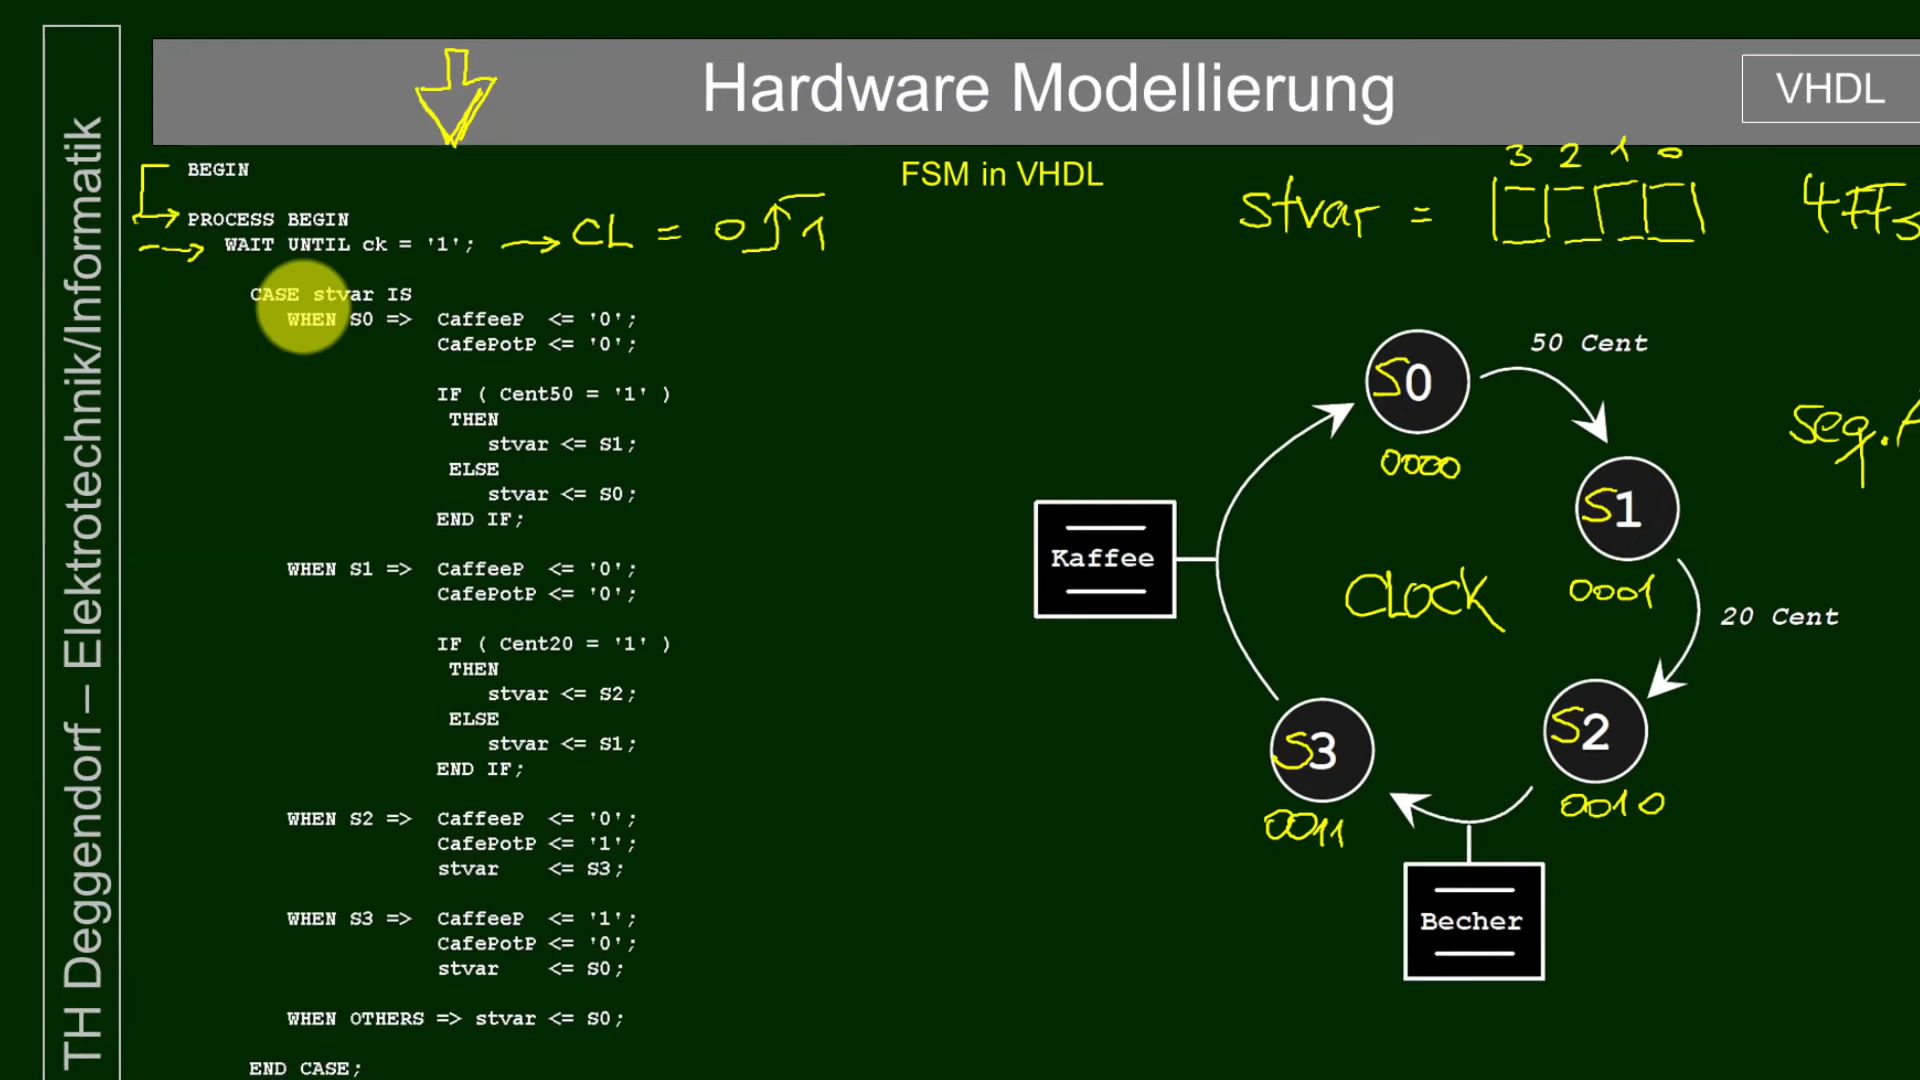 TH Deggendorf – Elektrotechnik/Informatik
Hardware Modellierung
VHDL
FSM in VHDL
BEGIN
PROCESS BEGIN
WAIT UNTIL ck = '1';
CL = 0 1
CASE stvar IS
WHEN S0 => CaffeeP <= '0';
CafePotP <= '0';
IF ( Cent50 = '1' )
THEN
stvar <= S1;
ELSE
stvar <= S0;
END IF;
WHEN S1 => CaffeeP <= '0';
CafePotP <= '0';
IF ( Cent20 = '1' )
THEN
stvar <= S2;
ELSE
stvar <= S1;
END IF;
WHEN S2 => CaffeeP <= '0';
CafePotP <= '1';
stvar <= S3;
WHEN S3 => CaffeeP <= '1';
CafePotP <= '0';
stvar <= S0;
WHEN OTHERS => stvar <= S0;
END CASE;
3 2 1 0
stvar =
4 FFs
50 Cent
S0
0000
seq.
S1
0001
Kaffee
CLOCK
20 Cent
S2
0010
S3
0011
Becher